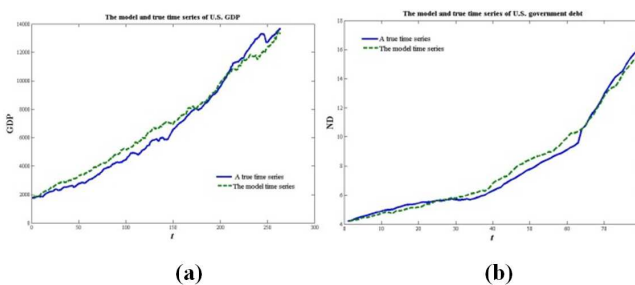 The model and true time series of U.S. GDP
14000
12000
10000
8000
6000
4000
2000
0
0 50 100 150 200 250 300
GDP
t
A true time series
The model time series
(a)
The model and true time series of U.S. government debt
A true time series
The model time series
16
14
12
10
8
6
4
10 20 30 40 50 60 70
ND
t
(b)